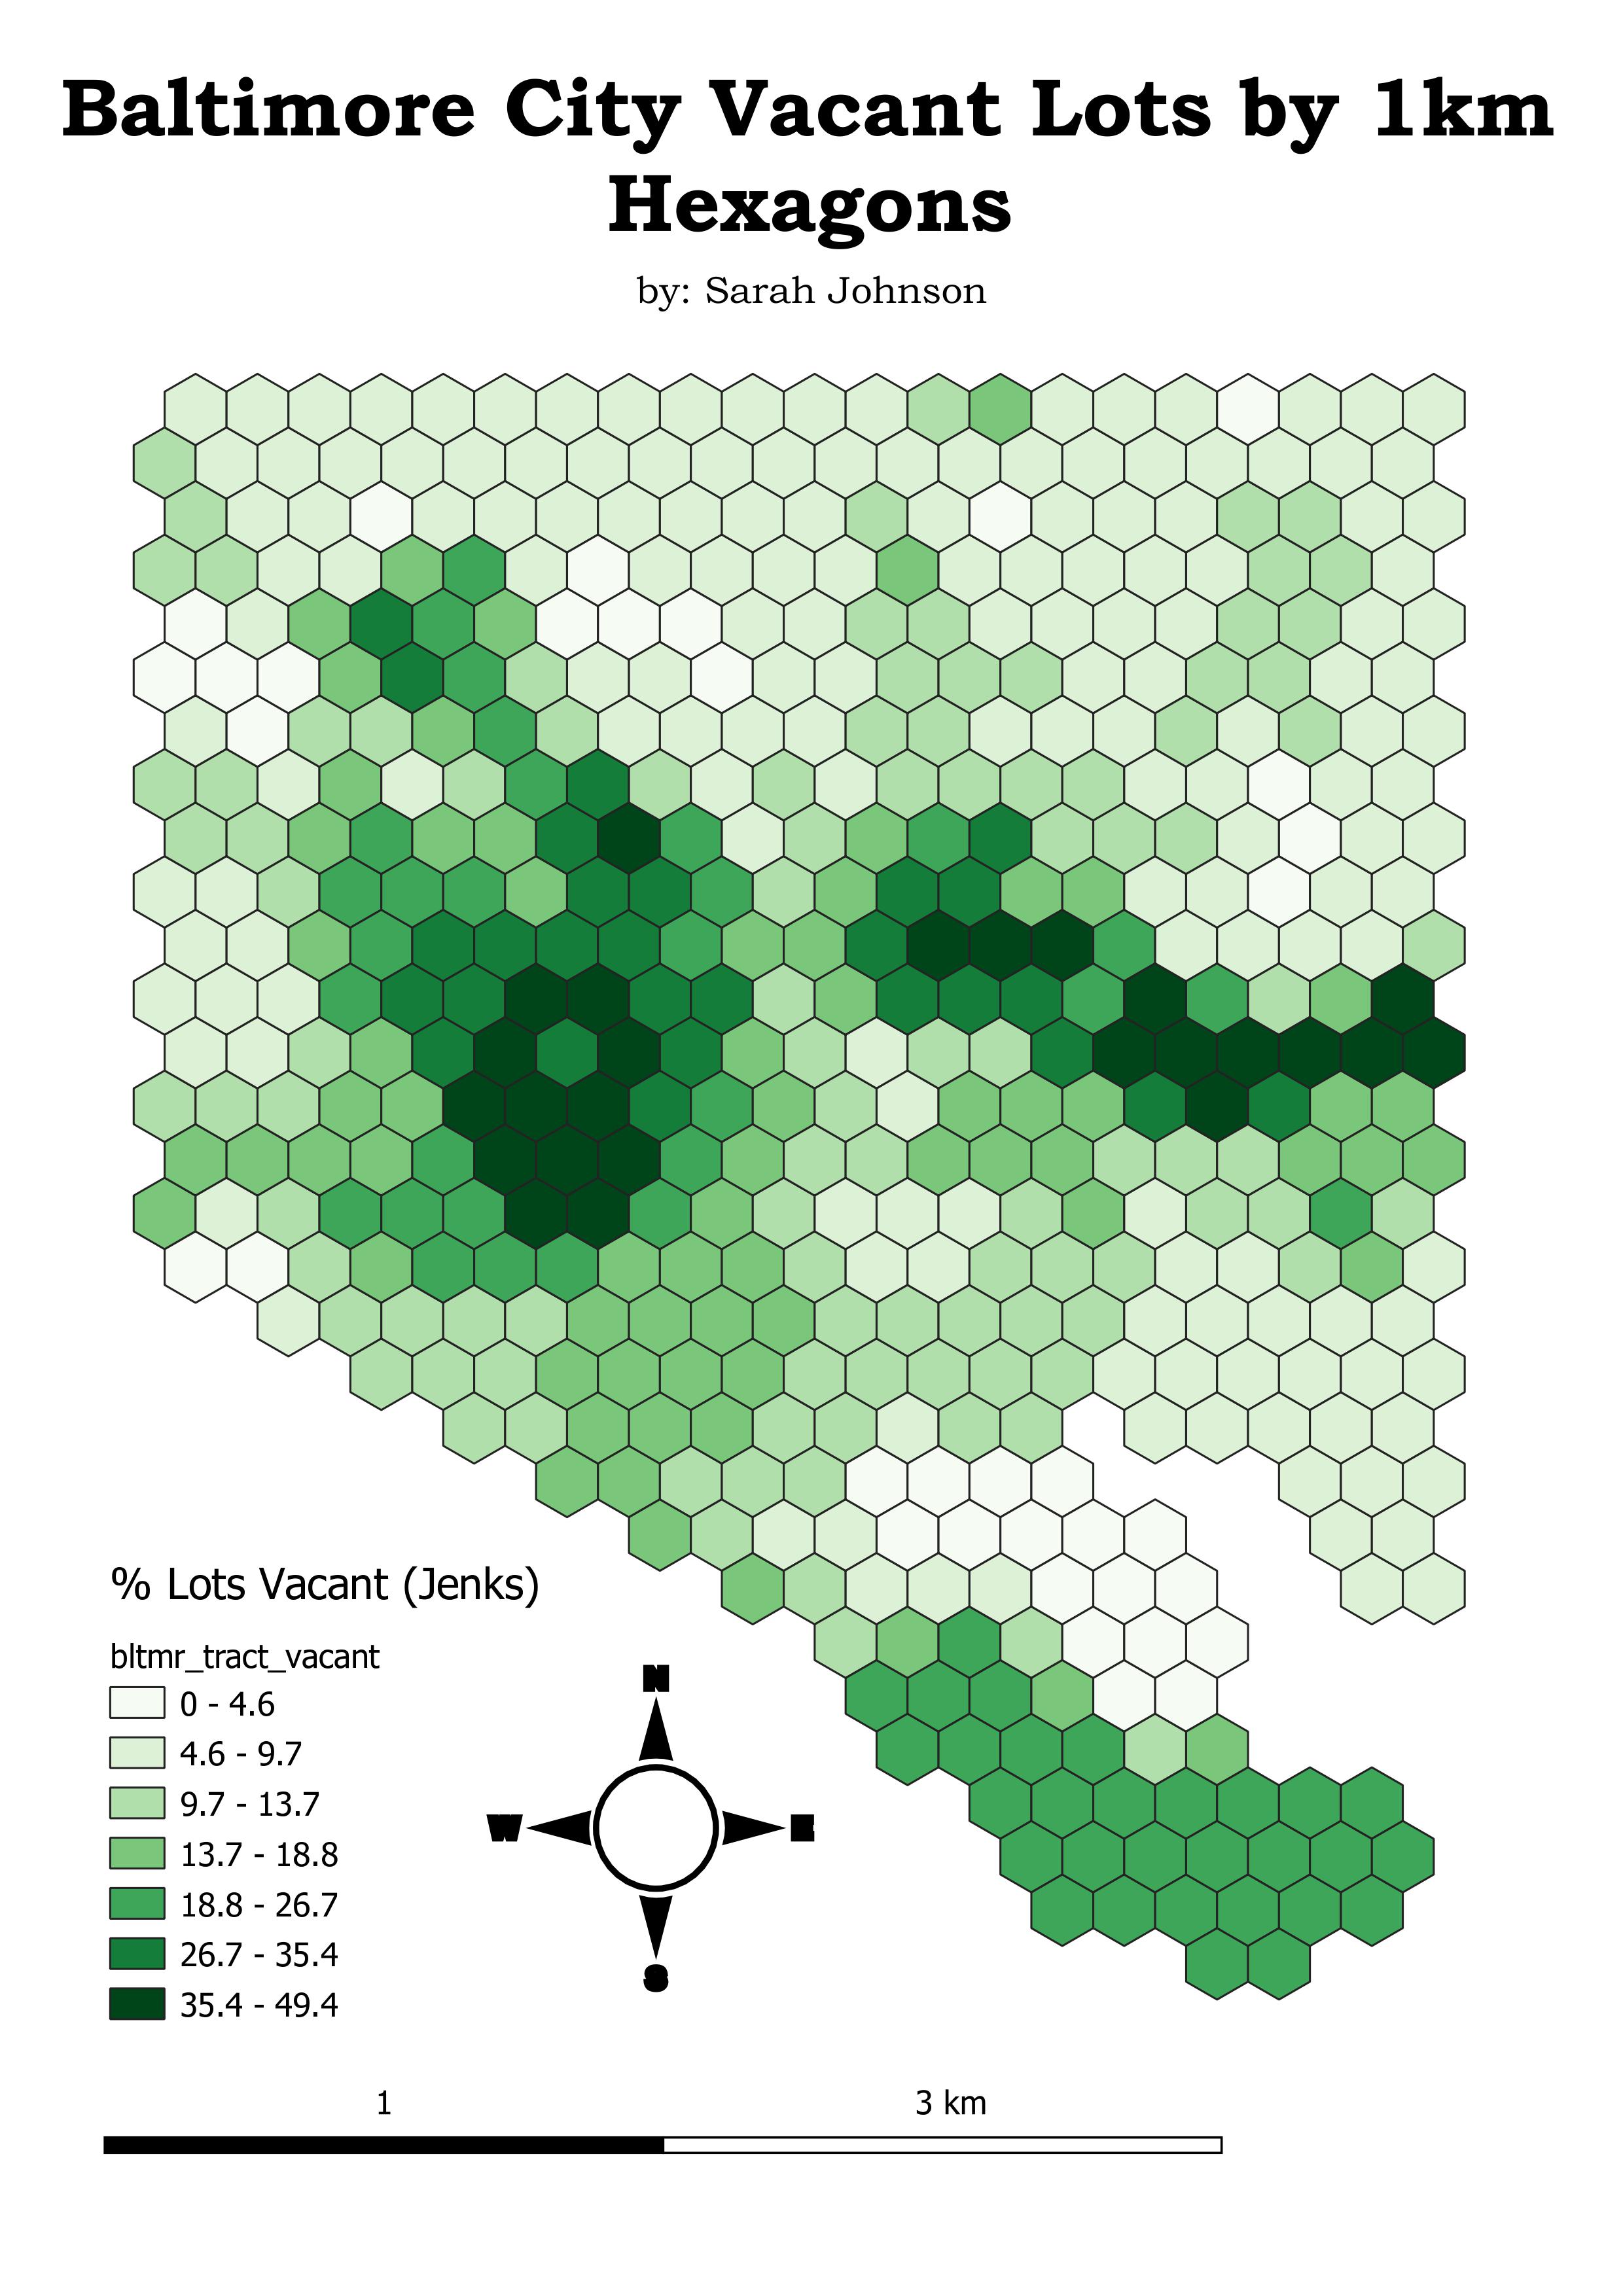 Baltimore City Vacant Lots by 1km
Hexagons
by: Sarah Johnson
% Lots Vacant (Jenks)
bltmr_tract_vacant
0 - 4.6
4.6 - 9.7
9.7 - 13.7
13.7 - 18.8
18.8 - 26.7
26.7 - 35.4
35.4 - 49.4
N
W E
S
1 3 km